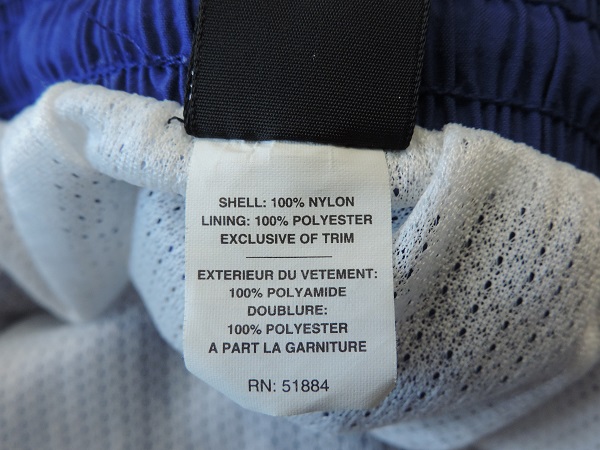 SHELL: 100% NYLON
LINING: 100% POLYESTER
EXCLUSIVE OF TRIM
EXTERIEUR DU VETEMENT:
100% POLYAMIDE
DOUBLURE:
100% POLYESTER
A PART LA GARNITURE
RN: 51884